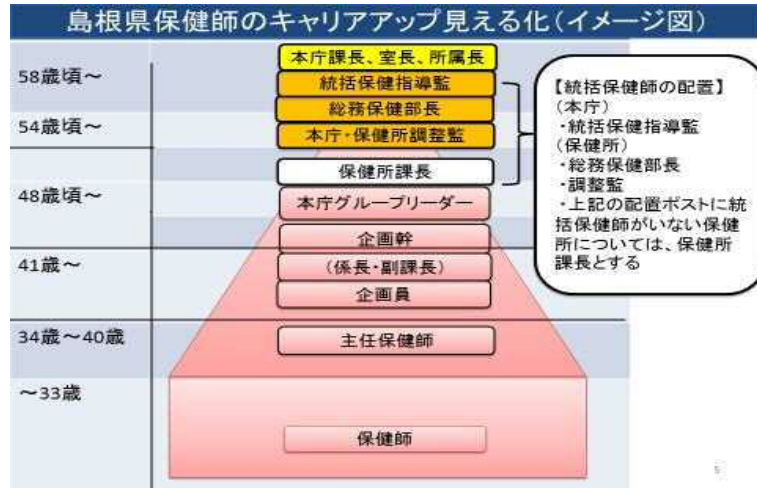 島根県保健師のキャリアアップ見える化(イメージ図)
58歳頃~
54歳頃~
48歳頃~
41歳~
34歳~40歳
~33歳
本庁課長、室長、所属長
統括保健指導監
総務保健部長
本庁・保健所調整監
保健所課長
本庁グループリーダー
企画幹
(係長・副課長)
企画員
主任保健師
保健師
【統括保健師の配置】
(本庁)
・統括保健指導監
(保健所)
・総務保健部長
・調整監
・上記の配置ポストに統
括保健師がいない保健
所については、保健所
課長とする
5